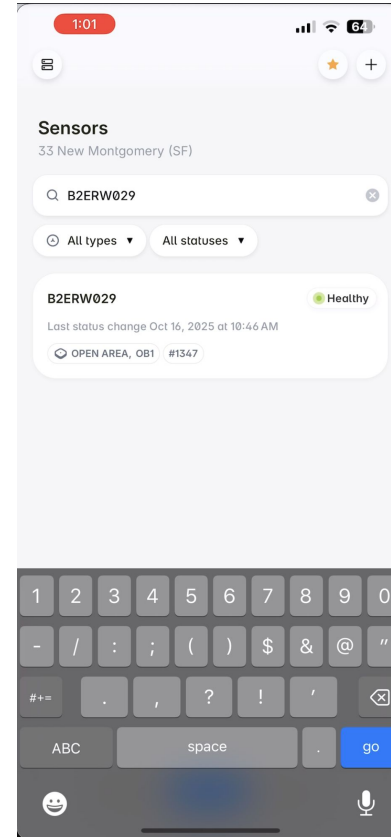 1:01
64
Sensors
33 New Montgomery (SF)
B2ERW029
All types ▼ All statuses ▼
B2ERW029 Healthy
Last status change Oct 16, 2025 at 10:46 AM
OPEN AREA, OB1 #1347
1 2 3 4 5 6 7 8 9 0
- / : ; ( ) $ & @ "
#+= . , ? ! '
ABC space . go